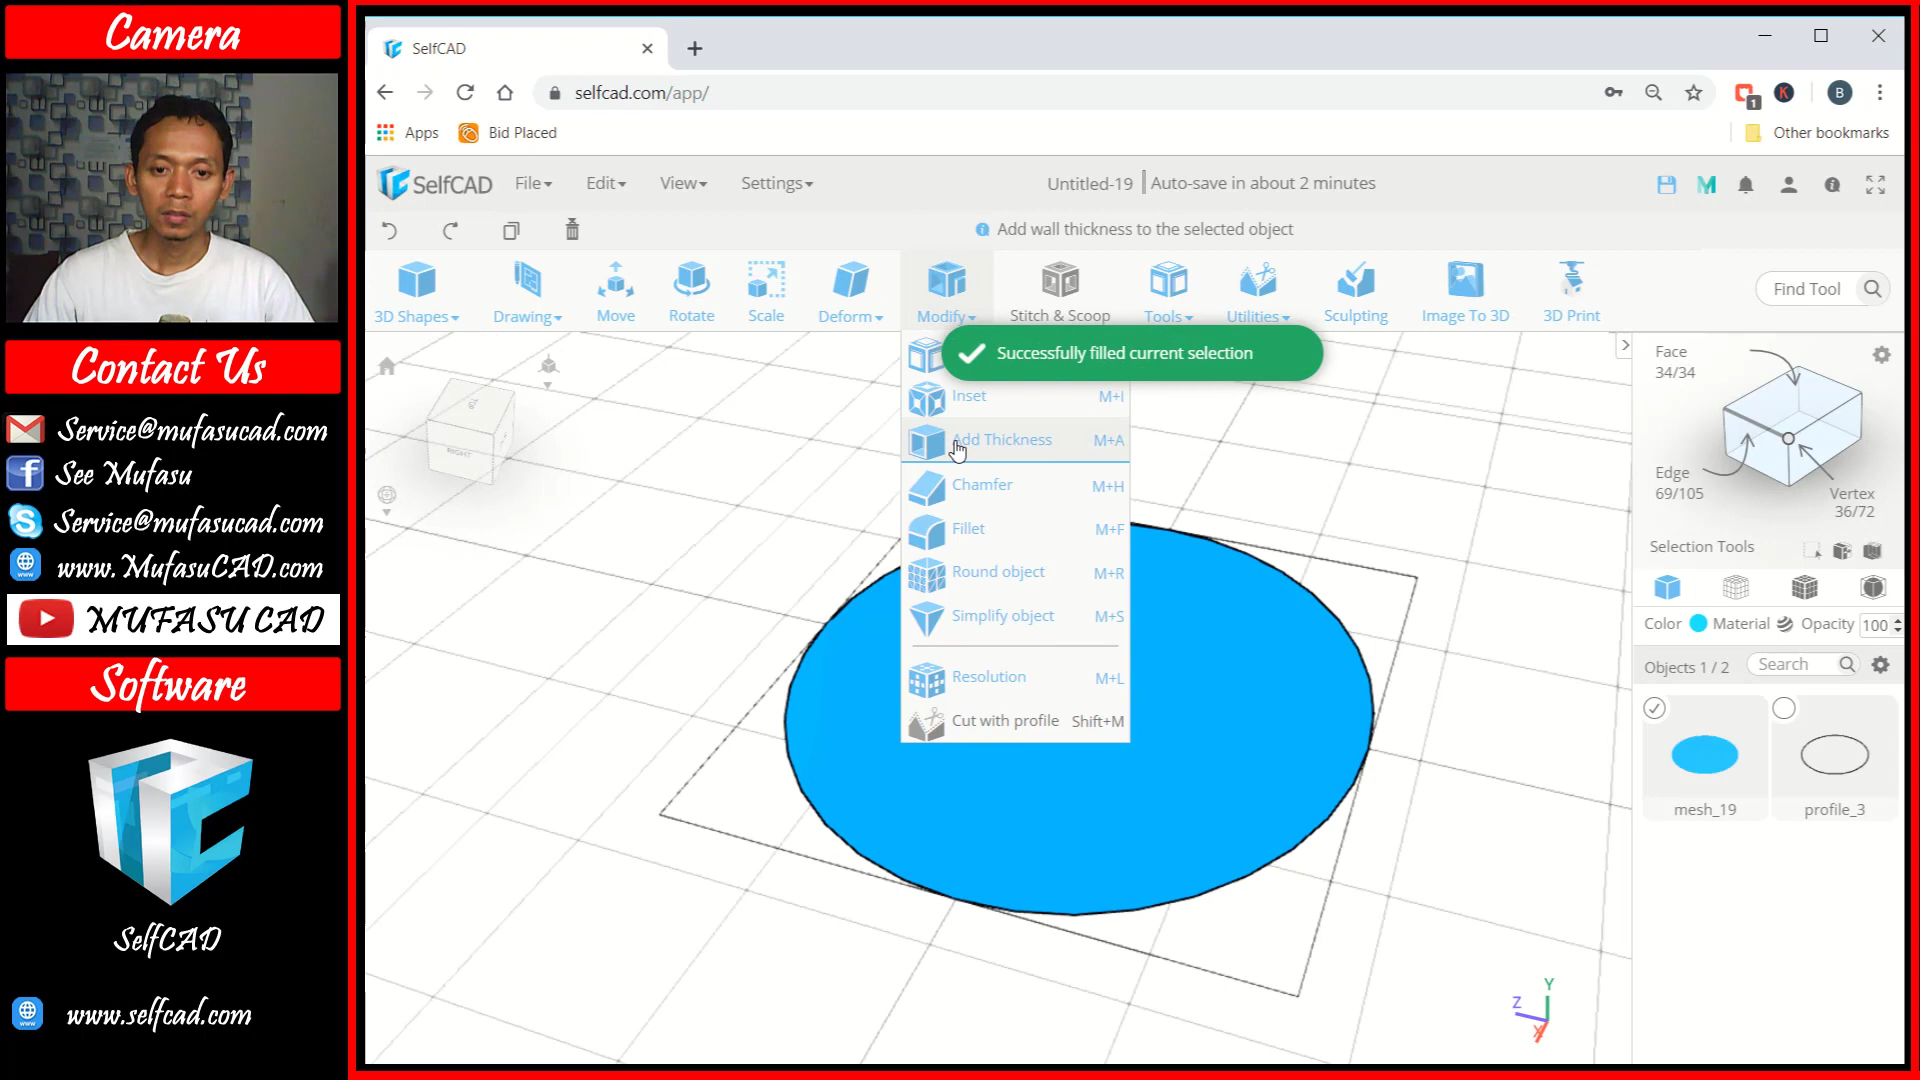 Camera
Contact Us
Service@mufasucad.com
See Mufasu
Service@mufasucad.com
www.MufasuCAD.com
MUFASU CAD
Software
SelfCAD
www.selfcad.com
SelfCAD
selfcad.com/app/
1
K
B
Apps
Bid Placed
Other bookmarks
SelfCAD
File
Edit
View
Settings
Untitled-19
Auto-save in about 2 minutes
Add wall thickness to the selected object
3D Shapes
Drawing
Move
Rotate
Scale
Deform
Modify
Stitch & Scoop
Tools
Utilities
Sculpting
Image To 3D
3D Print
Find Tool
Successfully filled current selection
Inset M+I
Add Thickness M+A
Chamfer M+H
Fillet M+F
Round object M+R
Simplify object M+S
Resolution M+L
Cut with profile Shift+M
RIGHT
Face
34/34
Edge
69/105
Vertex
36/72
Selection Tools
Color Material Opacity 100
Objects 1 / 2 Search
mesh_19
profile_3
Y
Z
X